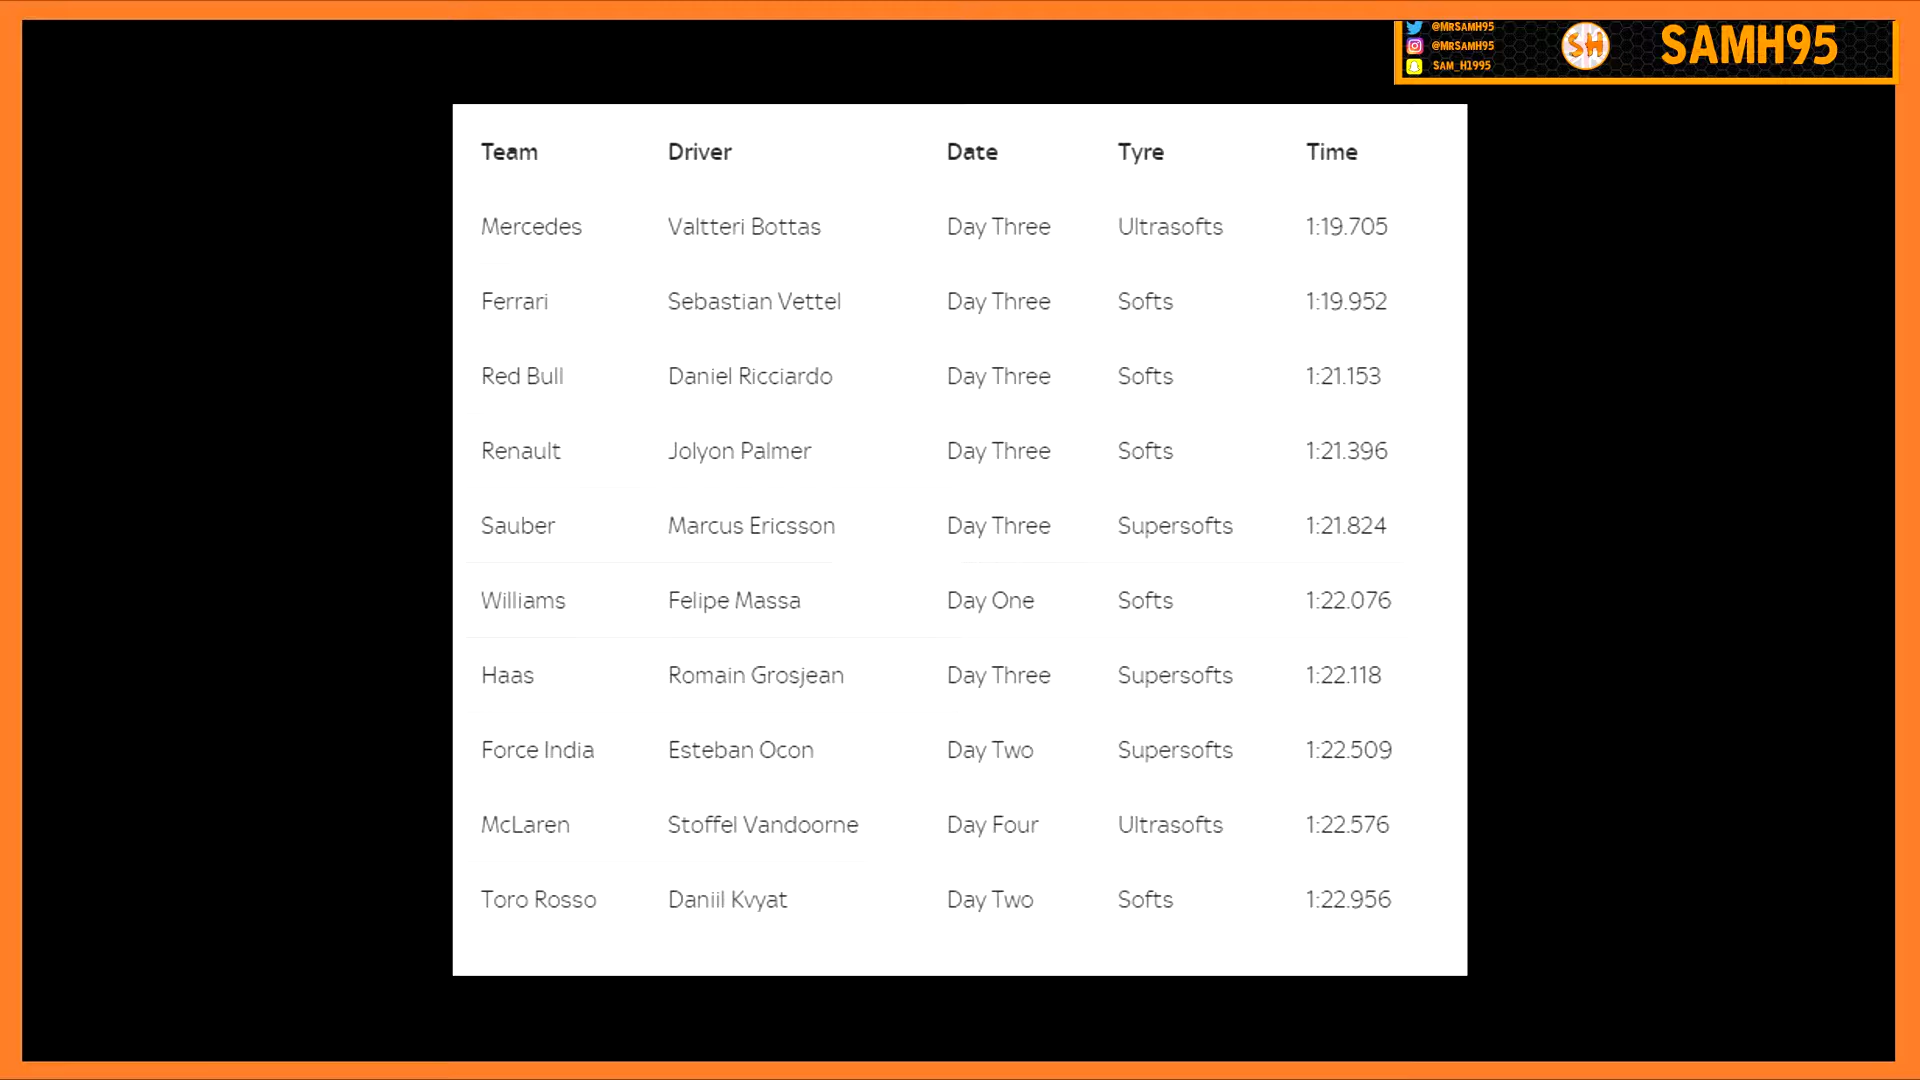 @MRSAMH95
@MRSAMH95
SAM_H1995
SH
SAMH95
Team Driver Date Tyre Time
Mercedes Valtteri Bottas Day Three Ultrasofts 1:19.705
Ferrari Sebastian Vettel Day Three Softs 1:19.952
Red Bull Daniel Ricciardo Day Three Softs 1:21.153
Renault Jolyon Palmer Day Three Softs 1:21.396
Sauber Marcus Ericsson Day Three Supersofts 1:21.824
Williams Felipe Massa Day One Softs 1:22.076
Haas Romain Grosjean Day Three Supersofts 1:22.118
Force India Esteban Ocon Day Two Supersofts 1:22.509
McLaren Stoffel Vandoorne Day Four Ultrasofts 1:22.576
Toro Rosso Daniil Kvyat Day Two Softs 1:22.956